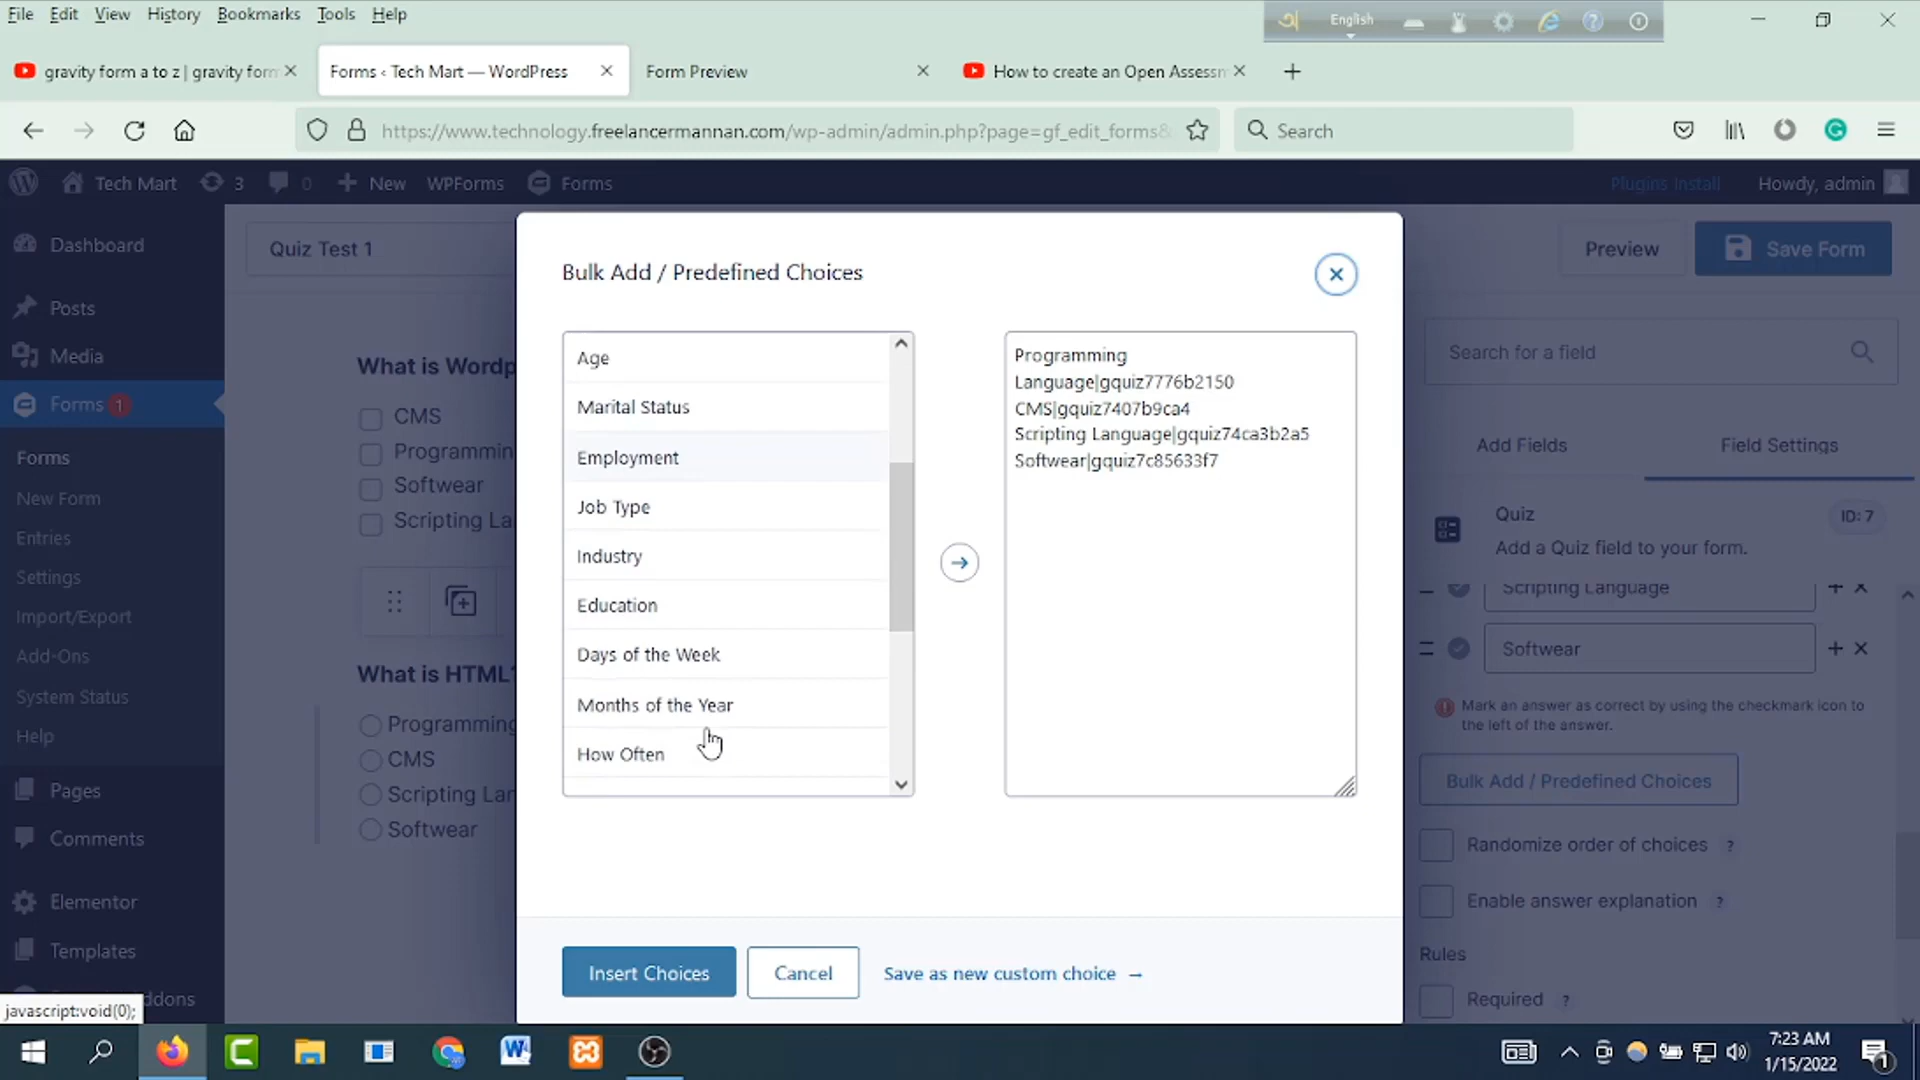 File Edit View History Bookmarks Tools Help
English
gravity form a to z | gravity form
Forms ‹ Tech Mart — WordPress
Form Preview
How to create an Open Assessm
https://www.technology.freelancermannan.com/wp-admin/admin.php?page=gf_edit_forms&
Search
Tech Mart
3
0
New
WPForms
Forms
Plugins Install
Howdy, admin
Dashboard
Posts
Media
Forms 1
Forms
New Form
Entries
Settings
Import/Export
Add-Ons
System Status
Help
Pages
Comments
Elementor
Templates
ddons
javascript:void(0);
Quiz Test 1
What is Wordp
CMS
Programmin
Softwear
Scripting La
What is HTML?
Programming
CMS
Scripting Lan
Softwear
Bulk Add / Predefined Choices
Age
Marital Status
Employment
Job Type
Industry
Education
Days of the Week
Months of the Year
How Often
Programming
Language|gquiz7776b2150
CMS|gquiz7407b9ca4
Scripting Language|gquiz74ca3b2a5
Softwear|gquiz7c85633f7
Insert Choices
Cancel
Save as new custom choice →
Preview
Save Form
Search for a field
Add Fields
Field Settings
Quiz
ID: 7
Add a Quiz field to your form.
Scripting Language
Softwear
Mark an answer as correct by using the checkmark icon to
the left of the answer.
Bulk Add / Predefined Choices
Randomize order of choices ?
Enable answer explanation ?
Rules
Required ?
7:23 AM
1/15/2022
1